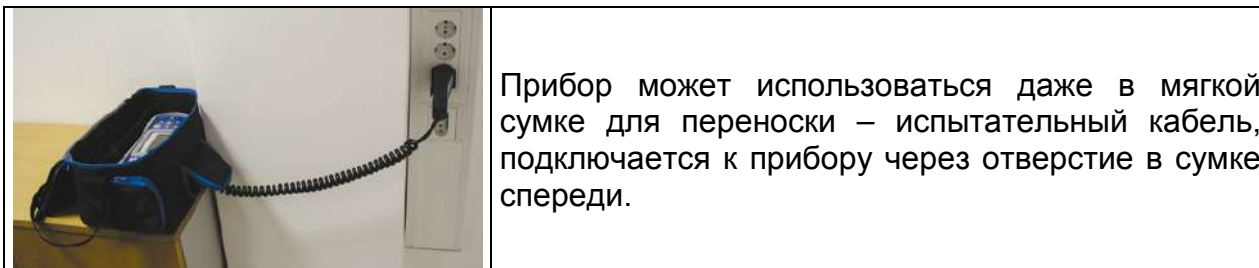 Прибор может использоваться даже в мягкой
сумке для переноски – испытательный кабель,
подключается к прибору через отверстие в сумке
спереди.